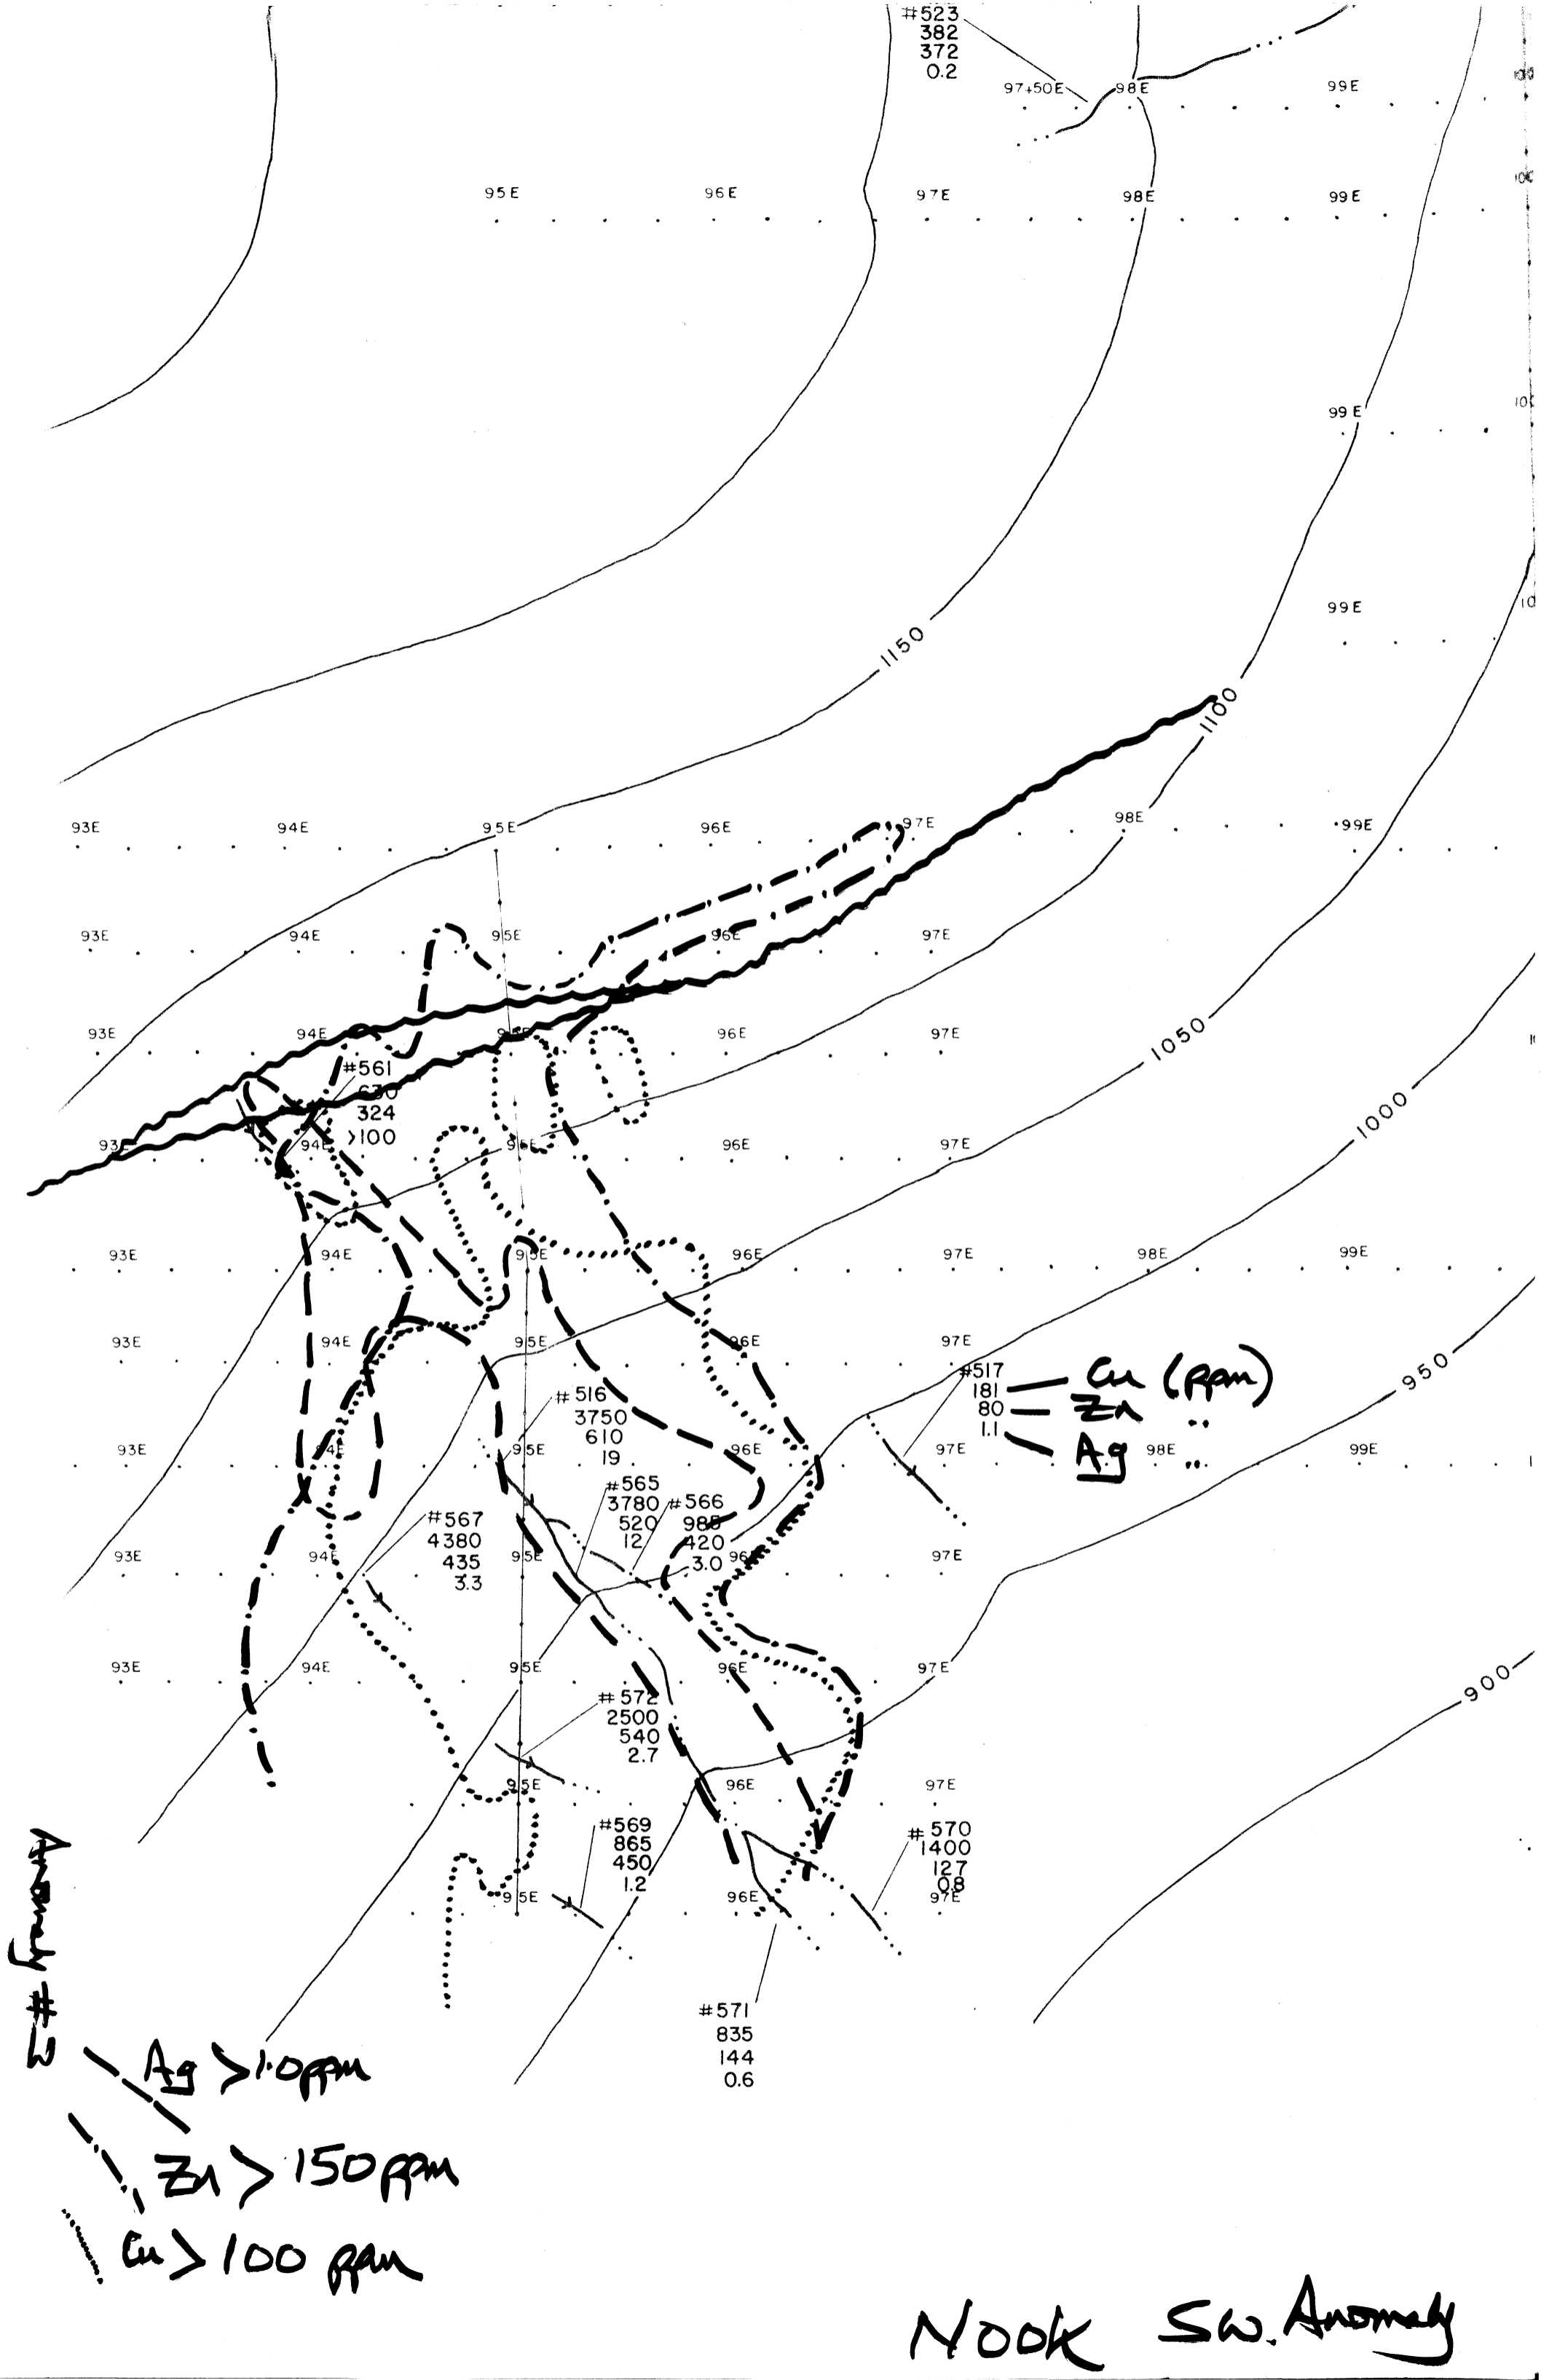 #523
382
372
0.2
97+50E 98E 99E
95E 96E 97E 98E 99E
99E
99E
1150
1100
93E 94E 95E 96E 97E 98E 99E
93E 94E 95E 96E 97E
1050
93E 94E 95E 96E 97E
#561
630
324
>100
1000
93E 94E 95E 96E 97E
93E 94E 95E 96E 97E 98E 99E
93E 94E 95E 96E 97E
950
#517
181 Cu (ppm)
80 Zn "
1.1 Ag "
#516
3750
610
19
93E 94E 95E 96E 97E 98E 99E
#565
3780
520
12
#566
985
420
3.0
#567
4380
435
3.3
93E 94E 95E 96E 97E
93E 94E 95E 96E 97E
900
#572
2500
540
2.7
95E 96E 97E
#569
865
450
1.2
#570
1400
127
0.8
95E 96E 97E
#571
835
144
0.6
Anomaly #3
Ag >1.0ppm
Zn > 150ppm
Cu > 100 ppm
Nook SW. Anomaly